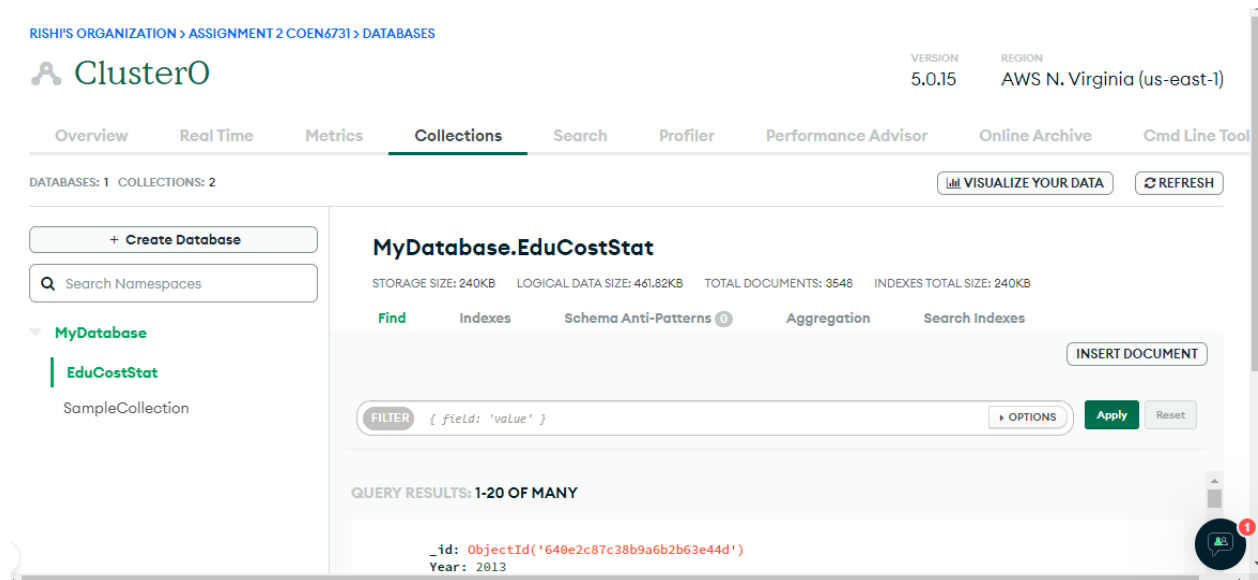 RISHI'S ORGANIZATION > ASSIGNMENT 2 COEN6731 > DATABASES
Cluster0
VERSION
5.0.15
REGION
AWS N. Virginia (us-east-1)
Overview Real Time Metrics Collections Search Profiler Performance Advisor Online Archive Cmd Line Tool
DATABASES: 1 COLLECTIONS: 2
VISUALIZE YOUR DATA
REFRESH
+ Create Database
Search Namespaces
MyDatabase
EduCostStat
SampleCollection
MyDatabase.EduCostStat
STORAGE SIZE: 240KB LOGICAL DATA SIZE: 461.82KB TOTAL DOCUMENTS: 3548 INDEXES TOTAL SIZE: 240KB
Find Indexes Schema Anti-Patterns 0 Aggregation Search Indexes
INSERT DOCUMENT
FILTER { field: 'value' } OPTIONS Apply Reset
QUERY RESULTS: 1-20 OF MANY
_id: ObjectId('640e2c87c38b9a6b2b63e44d')
Year: 2013
1